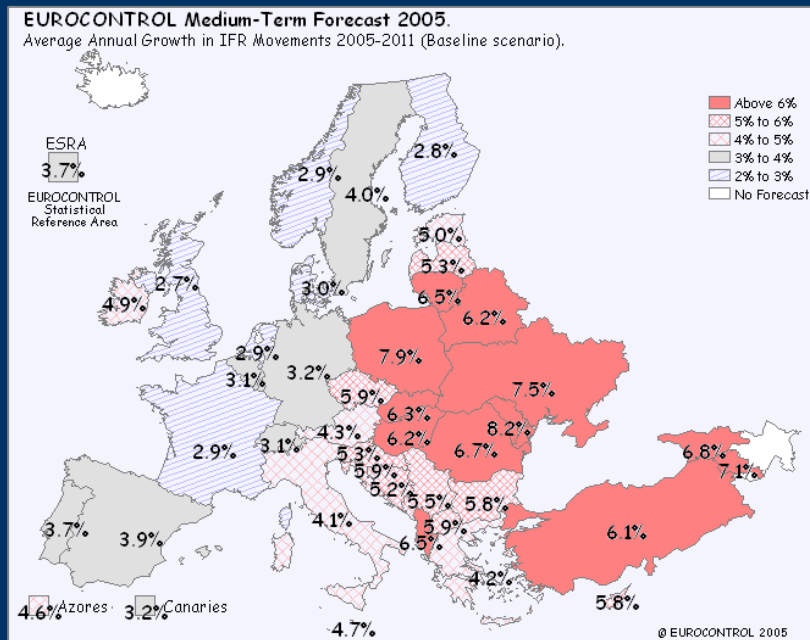 EUROCONTROL Medium-Term Forecast 2005.
Average Annual Growth in IFR Movements 2005-2011 (Baseline scenario).
Above 6%
5% to 6%
4% to 5%
3% to 4%
2% to 3%
No Forecast
ESRA
3.7%
EUROCONTROL
Statistical
Reference Area
2.8%
2.9%
4.0%
5.0%
5.3%
2.7%
3.0%
6.5%
4.9%
6.2%
2.9%
7.9%
3.1%
3.2%
7.5%
5.9%
6.3%
4.3%
8.2%
6.2%
3.1%
2.9%
5.3%
6.7%
6.8%
5.9%
7.1%
5.2%
5.5%
5.8%
4.1%
5.9%
3.7%
3.9%
6.5%
6.1%
4.2%
5.8%
4.6% Azores
3.2% Canaries
4.7%
© EUROCONTROL 2005